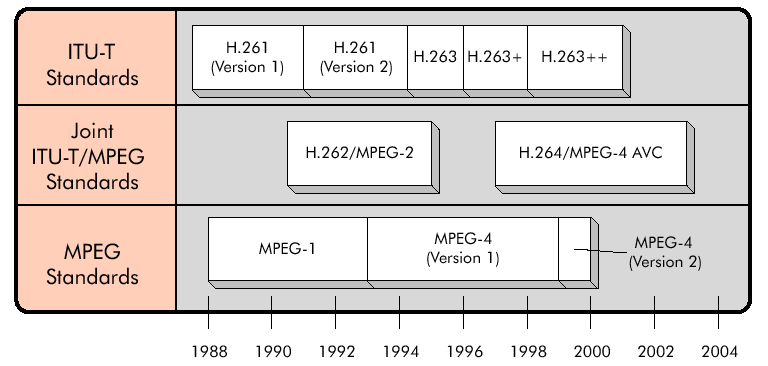 ITU-T
Standards
H.261
(Version 1)
H.261
(Version 2)
H.263
H.263+
H.263++
Joint
ITU-T/MPEG
Standards
H.262/MPEG-2
H.264/MPEG-4 AVC
MPEG
Standards
MPEG-1
MPEG-4
(Version 1)
MPEG-4
(Version 2)
1988 1990 1992 1994 1996 1998 2000 2002 2004